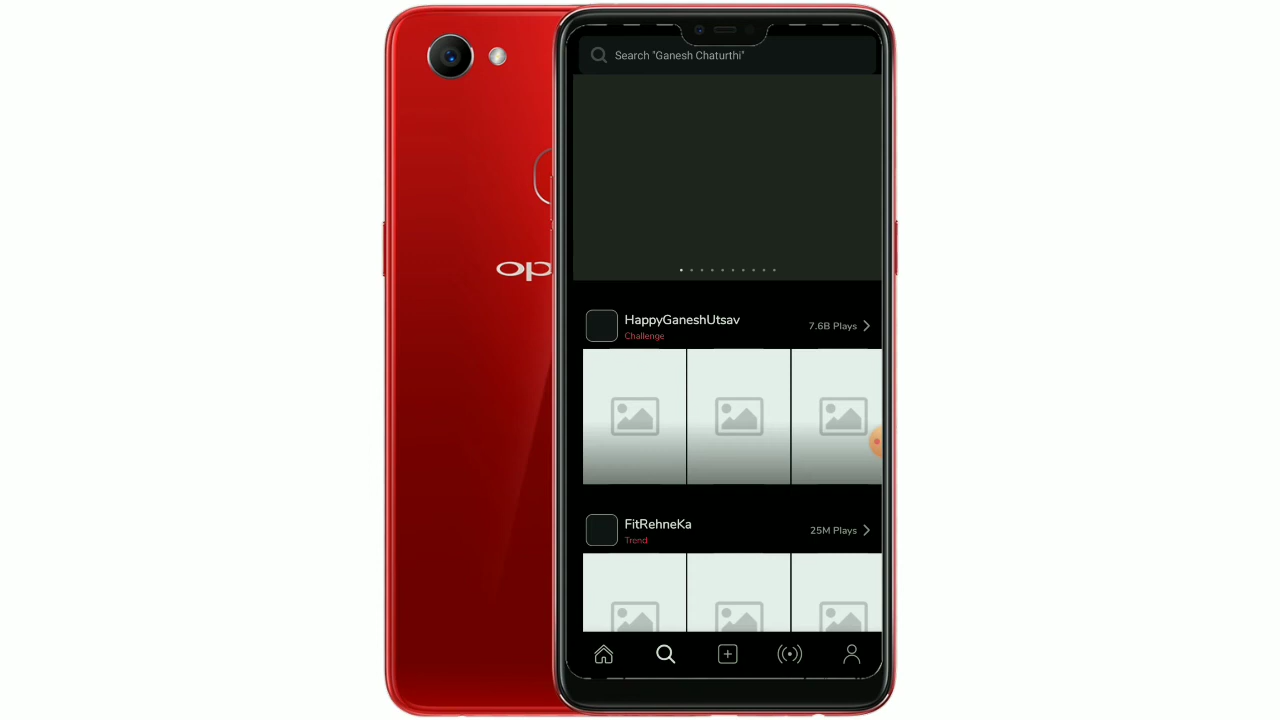 Search "Ganesh Chaturthi"
HappyGaneshUtsav
Challenge
7.6B Plays
FitRehneKa
Trend
25M Plays